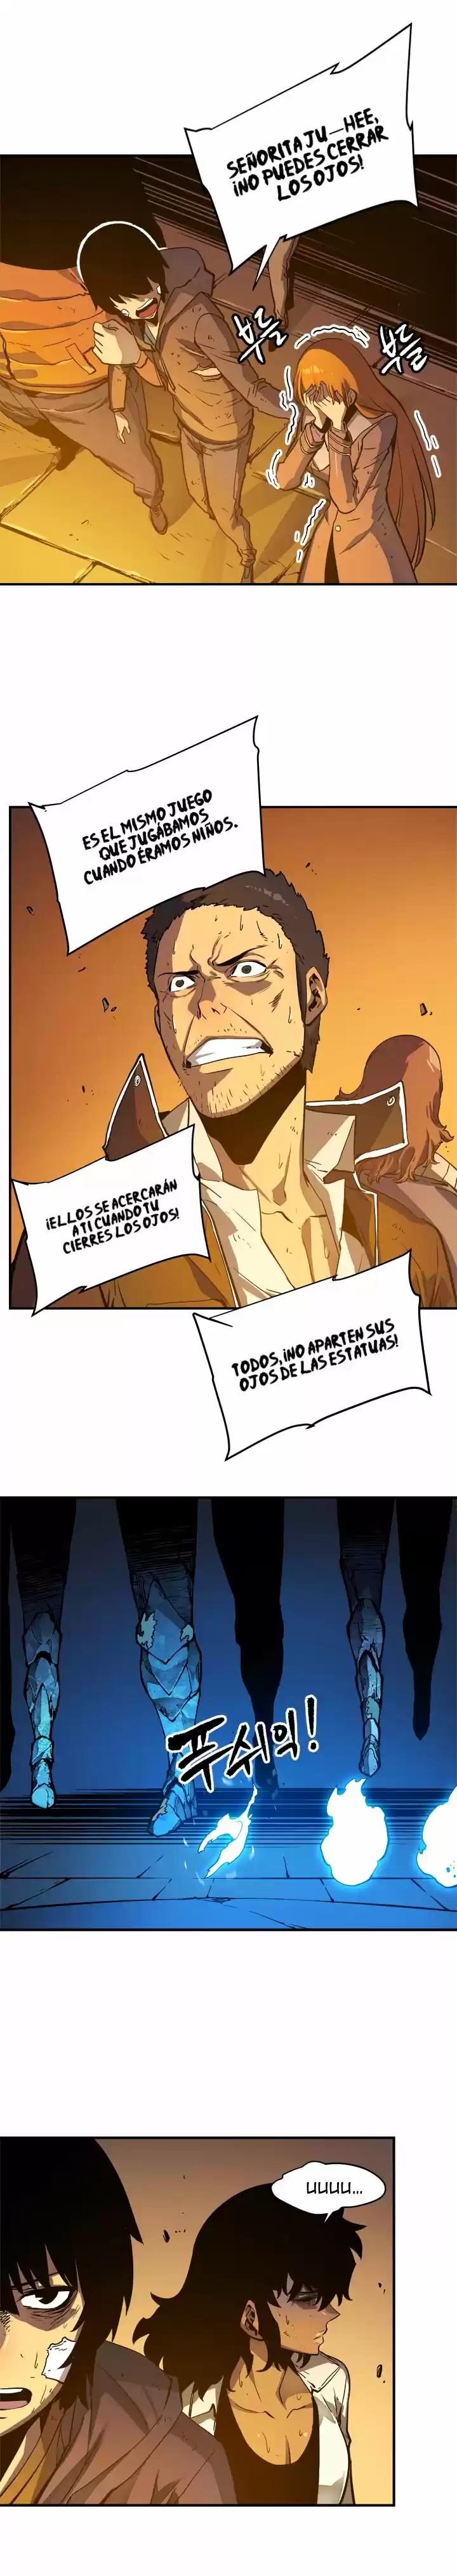 SEÑORITA JU-HEE,
¡NO PUEDES CERRAR
LOS OJOS!
부들
부들
ES EL MISMO JUEGO
QUE JUGÁBAMOS
CUANDO ÉRAMOS NIÑOS.
¡ELLOS SE ACERCARÁN
A TI CUANDO TU
CIERRES LOS OJOS!
TODOS, ¡NO APARTEN SUS
OJOS DE LAS ESTATUAS!
푸쉬익!
UUUU...